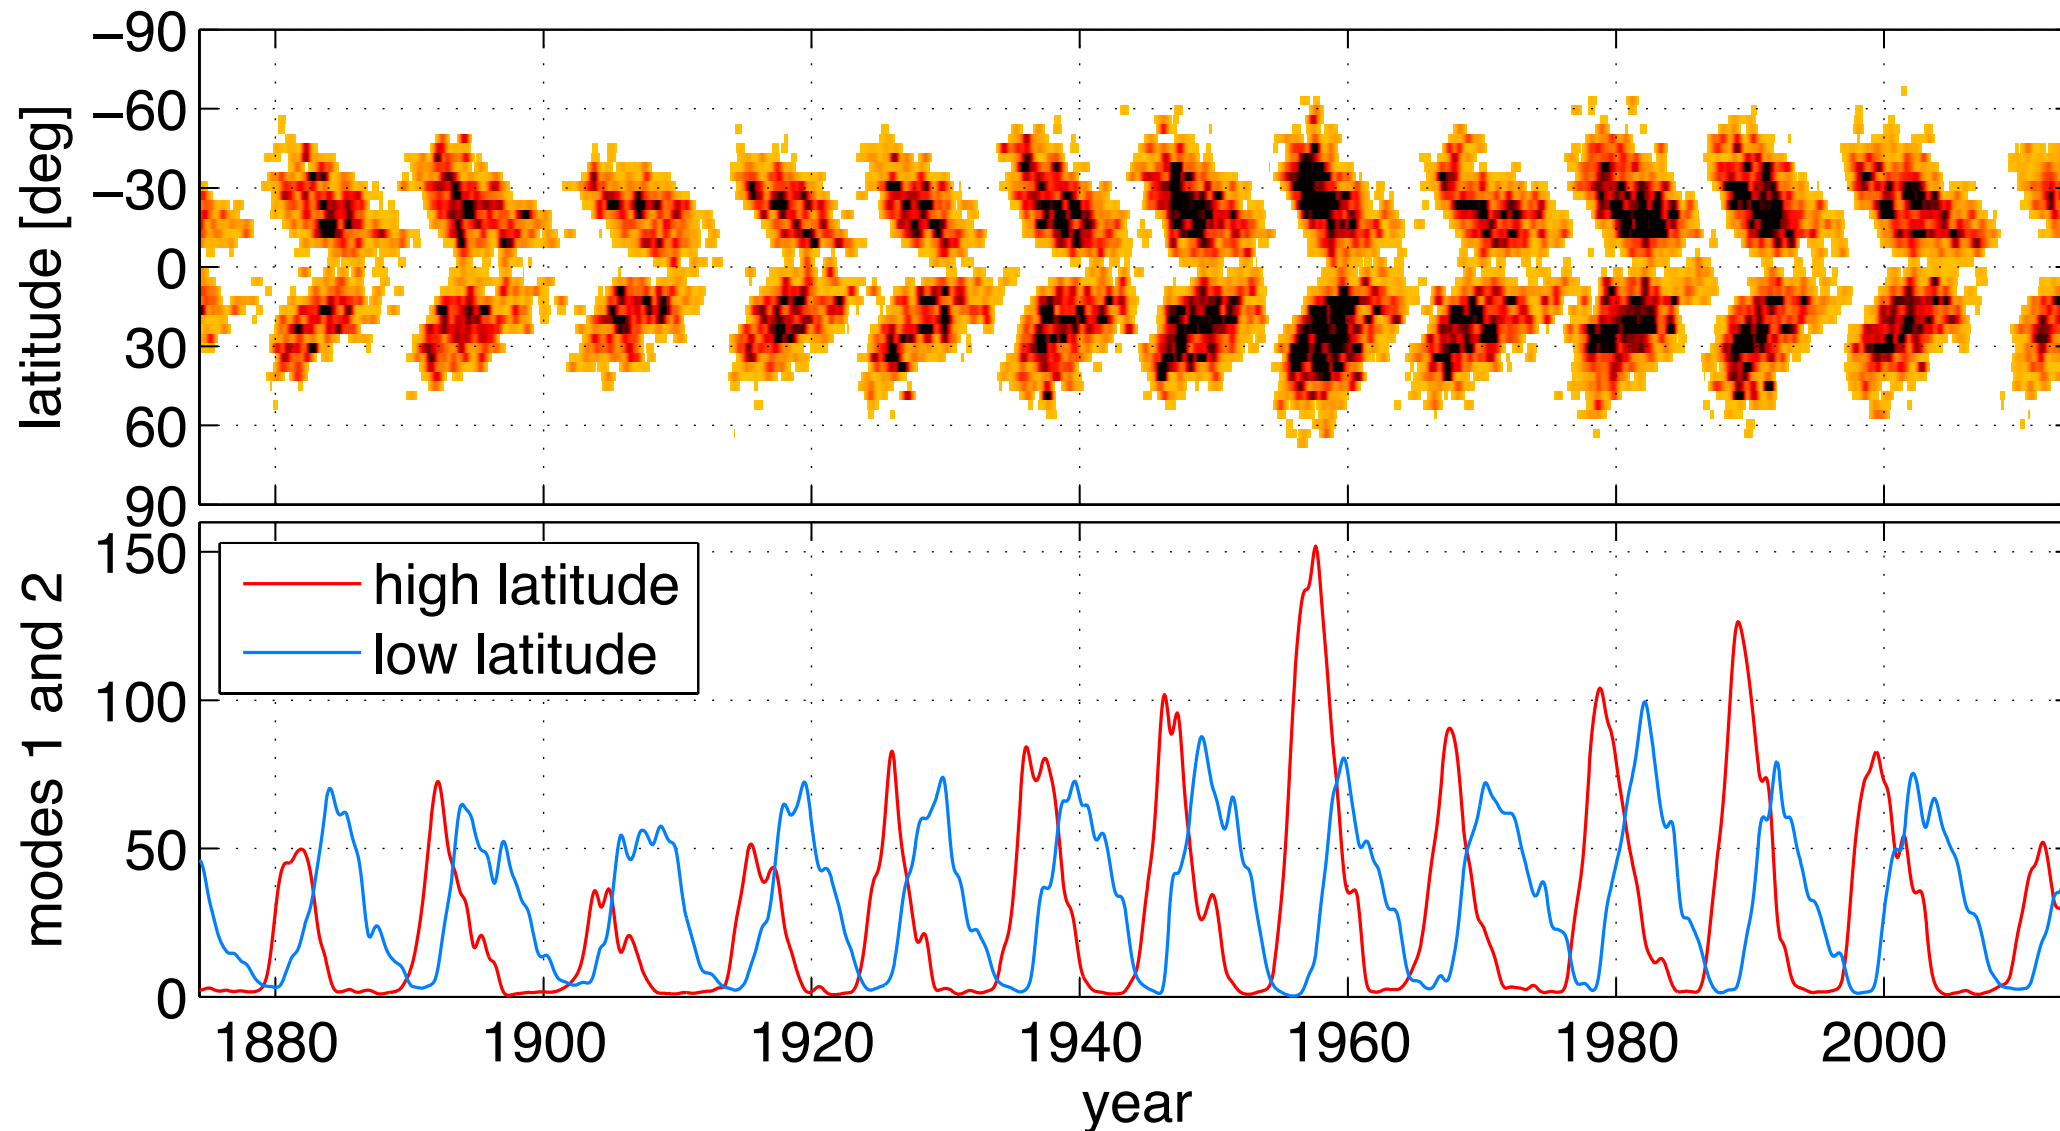 latitude [deg]
−90
−60
−30
0
30
60
90
modes 1 and 2
150
100
50
0
high latitude
low latitude
1880 1900 1920 1940 1960 1980 2000
year